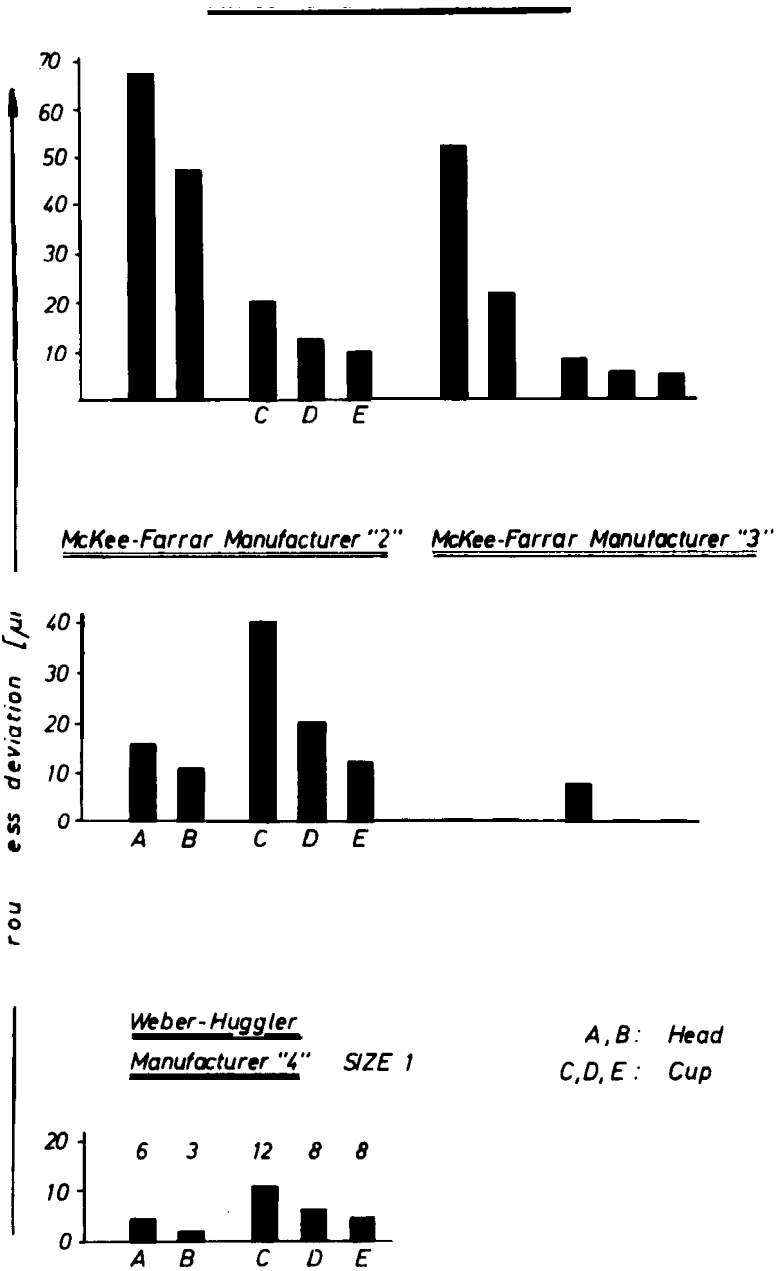 70
60
50
40
30
20
10
C D E
McKee-Farrar Manufacturer "2" McKee-Farrar Manufacturer "3"
40
30
20
10
0
A B C D E
deviation
Weber-Huggler
Manufacturer "4" SIZE 1
A, B: Head
C, D, E: Cup
20
10
0
6 3 12 8 8
A B C D E